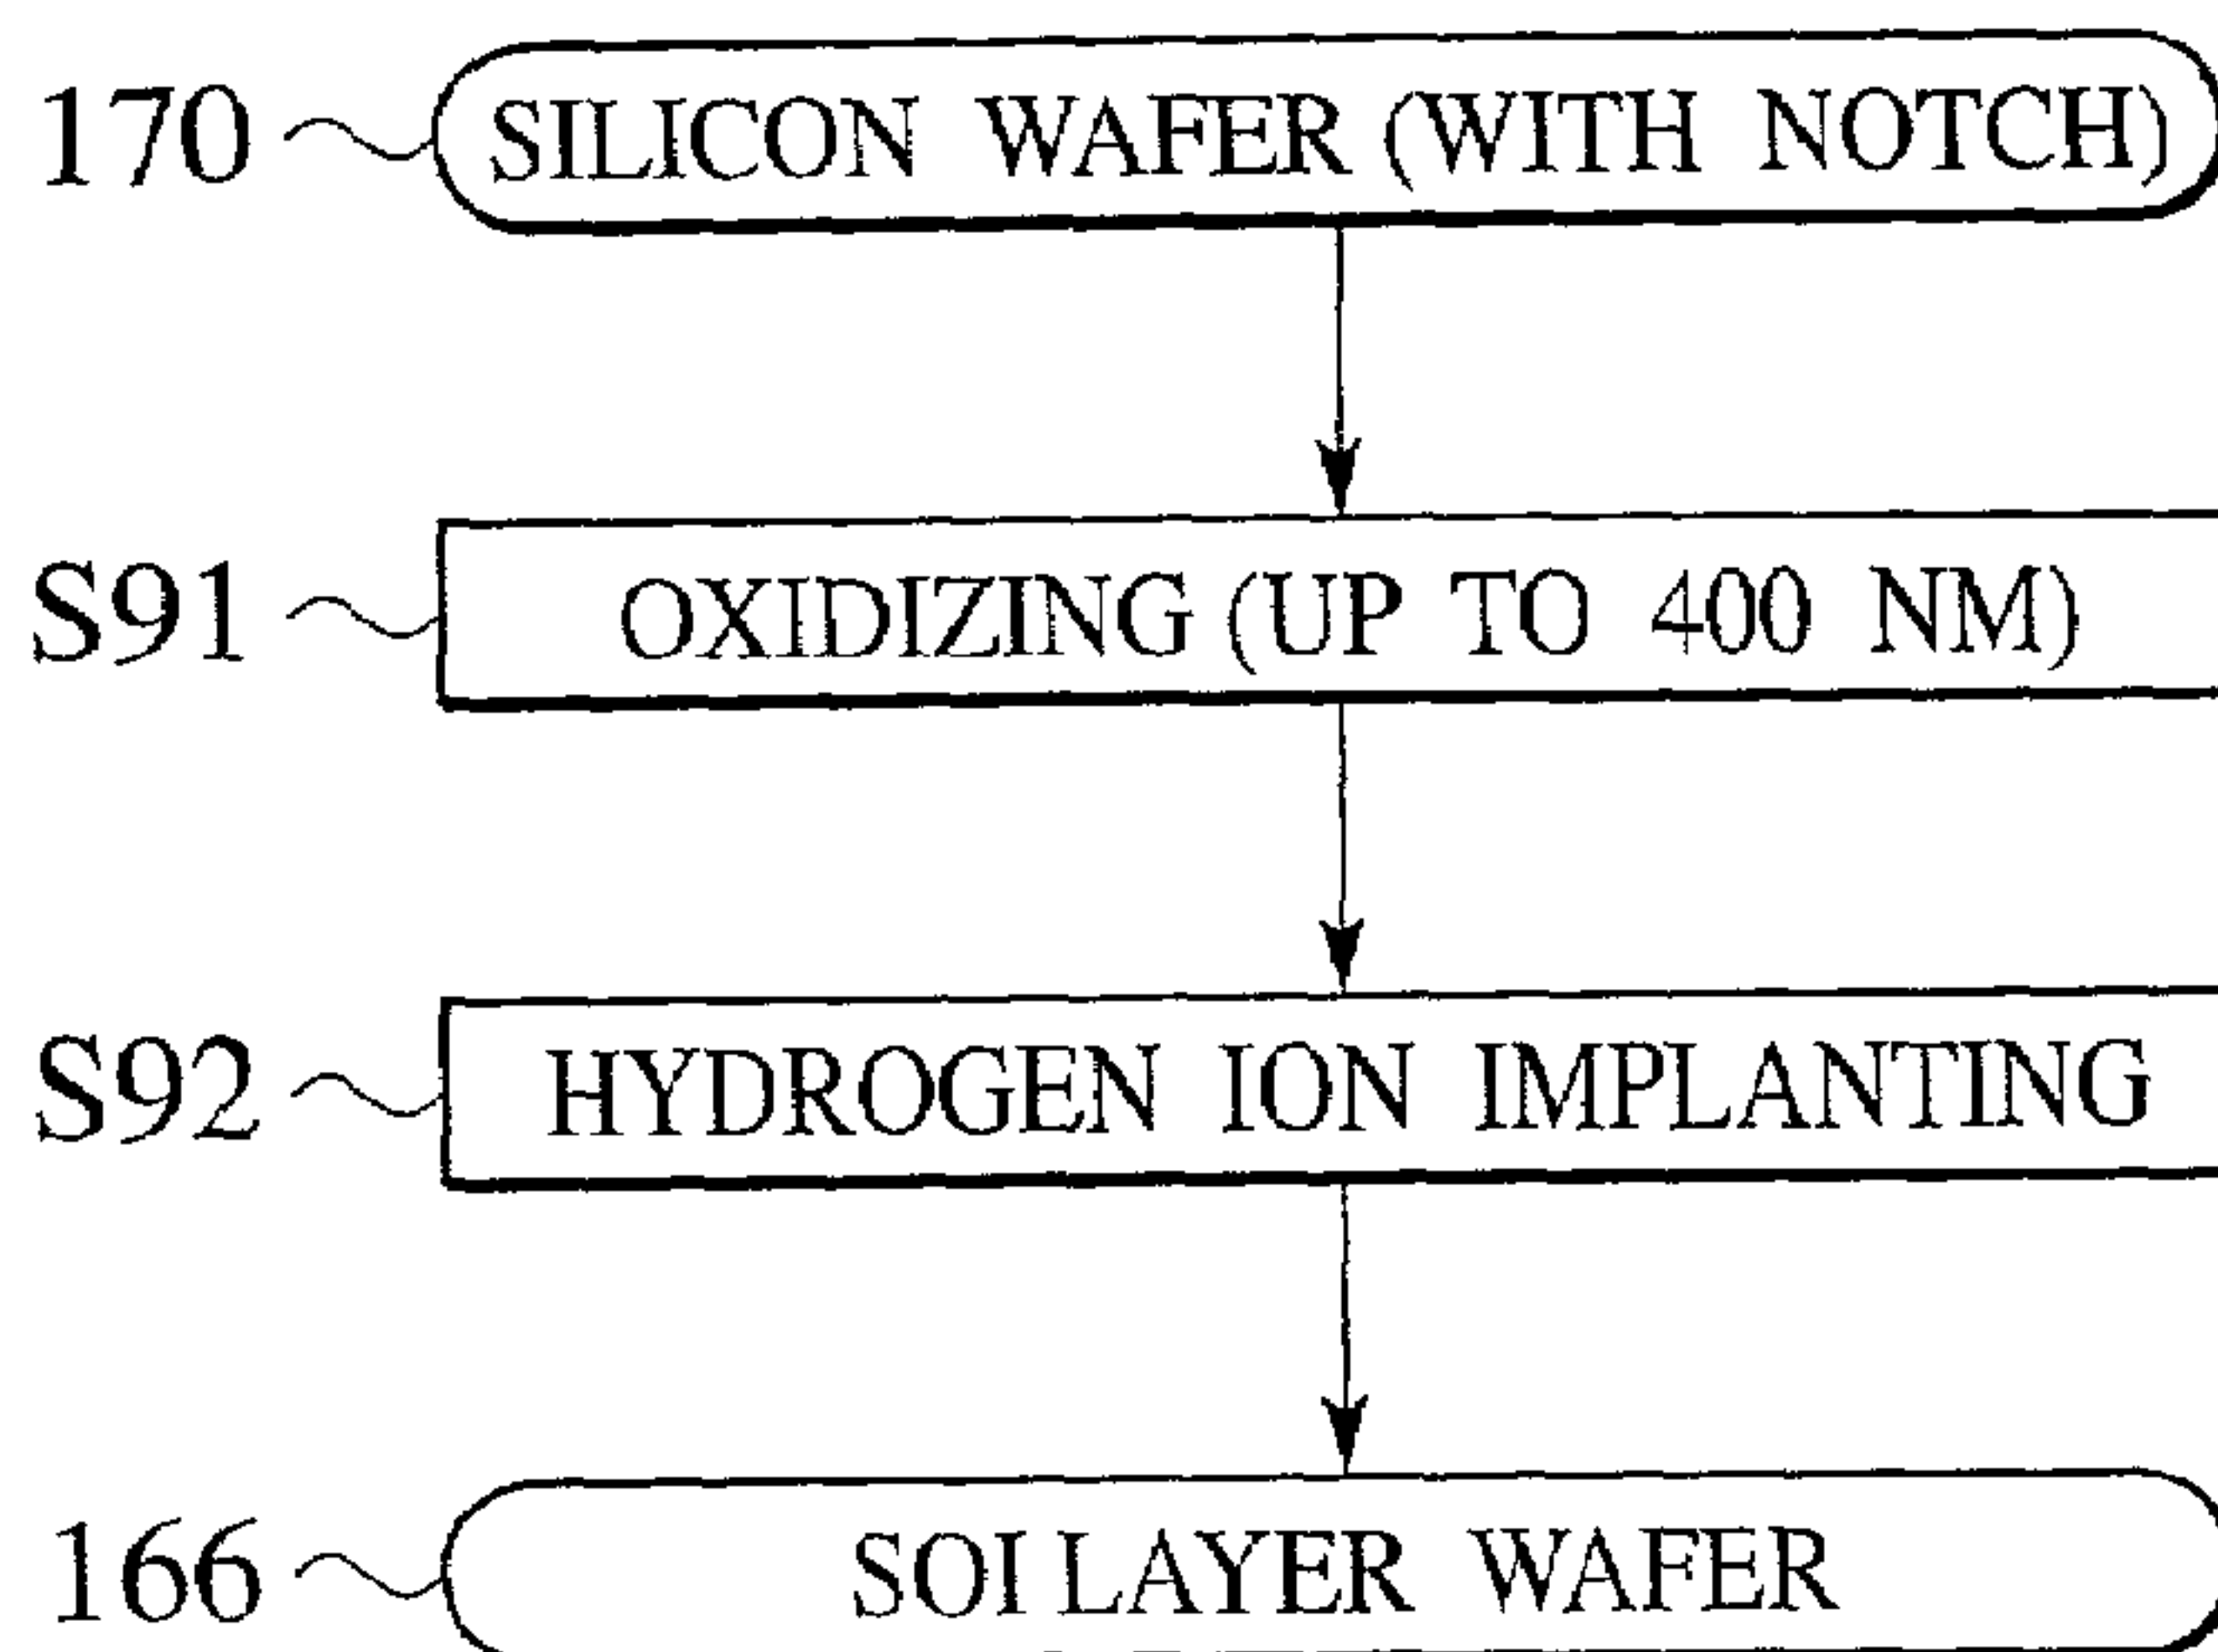 170 SILICON WAFER (WITH NOTCH)
S91 OXIDIZING (UP TO 400 NM)
S92 HYDROGEN ION IMPLANTING
166 SOI LAYER WAFER